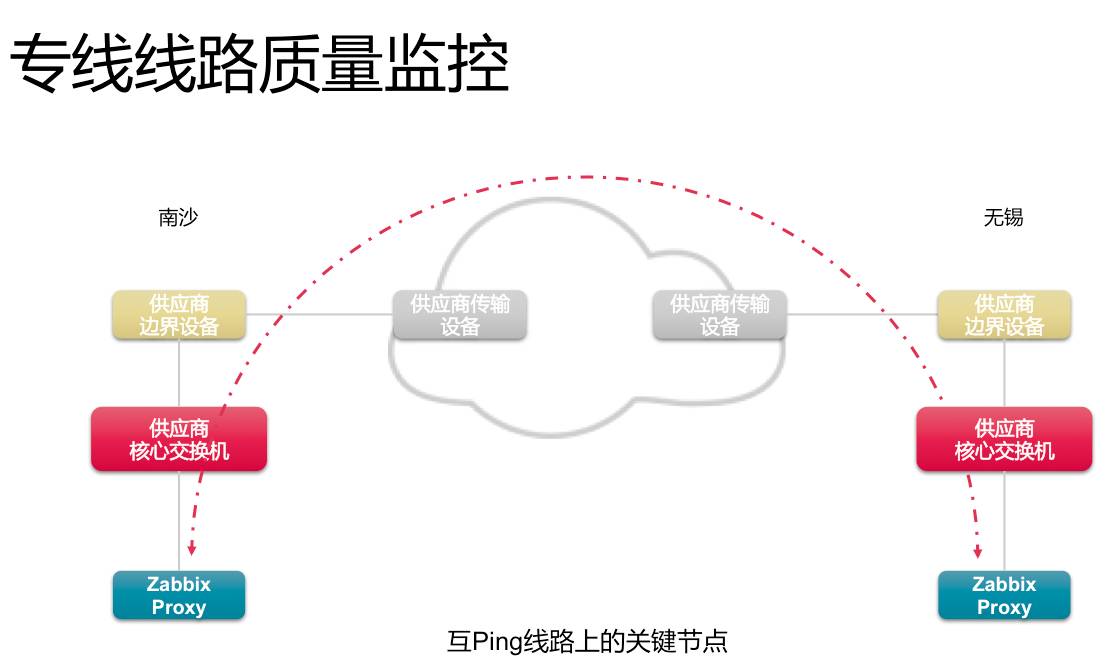 专线线路质量监控
南沙
无锡
供应商
边界设备
供应商传输
设备
供应商传输
设备
供应商
边界设备
供应商
核心交换机
供应商
核心交换机
Zabbix
Proxy
Zabbix
Proxy
互Ping线路上的关键节点